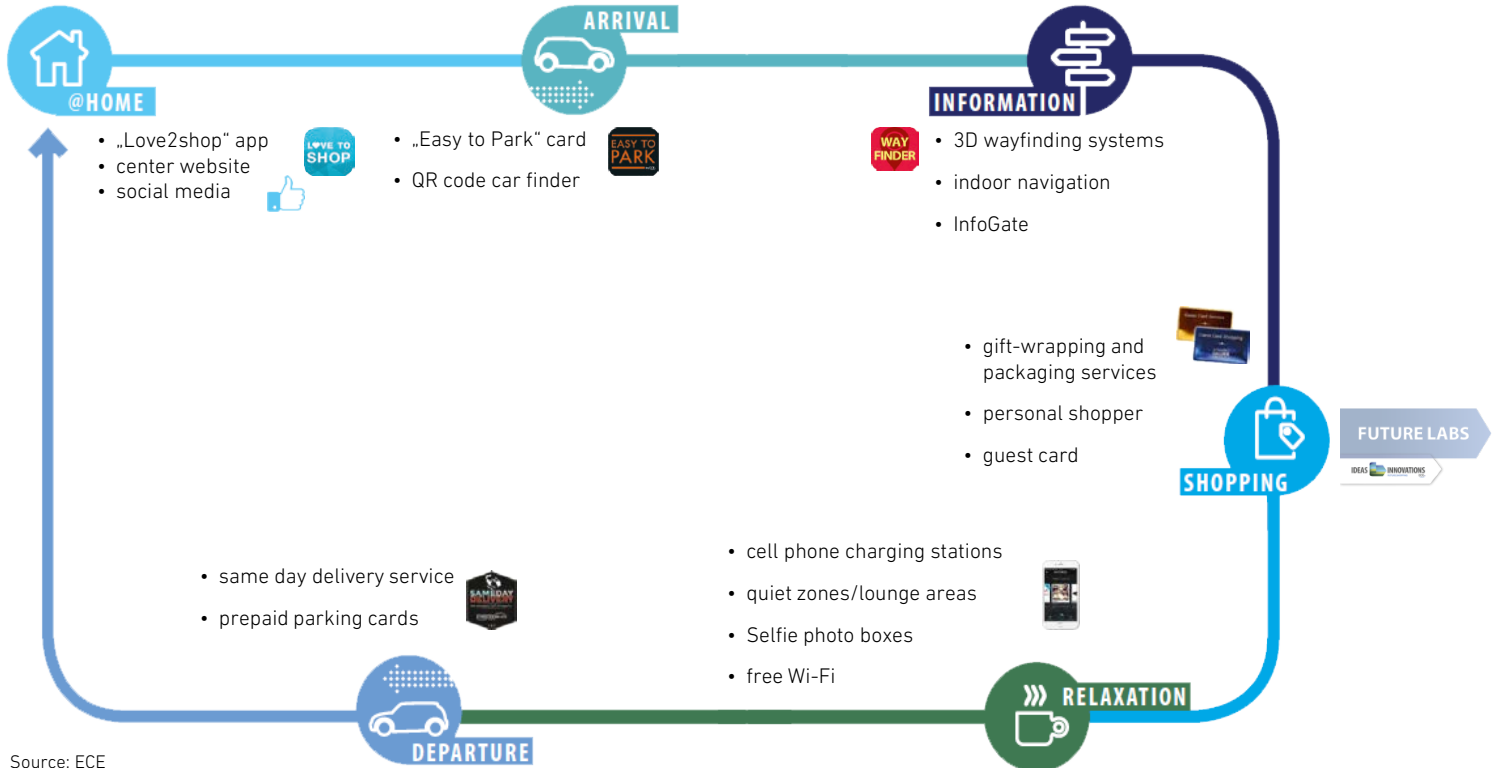 ARRIVAL
@HOME
INFORMATION
• „Love2shop“ app
• center website
• social media
LOVE TO
SHOP
• „Easy to Park“ card
• QR code car finder
EASY TO
PARK
WAY
FINDER
• 3D wayfinding systems
• indoor navigation
• InfoGate
• gift-wrapping and
packaging services
• personal shopper
• guest card
SHOPPING
FUTURE LABS
IDEAS INNOVATIONS
• same day delivery service
• prepaid parking cards
SAMEDAY
DELIVERY
• cell phone charging stations
• quiet zones/lounge areas
• Selfie photo boxes
• free Wi-Fi
RELAXATION
DEPARTURE
Source: ECE